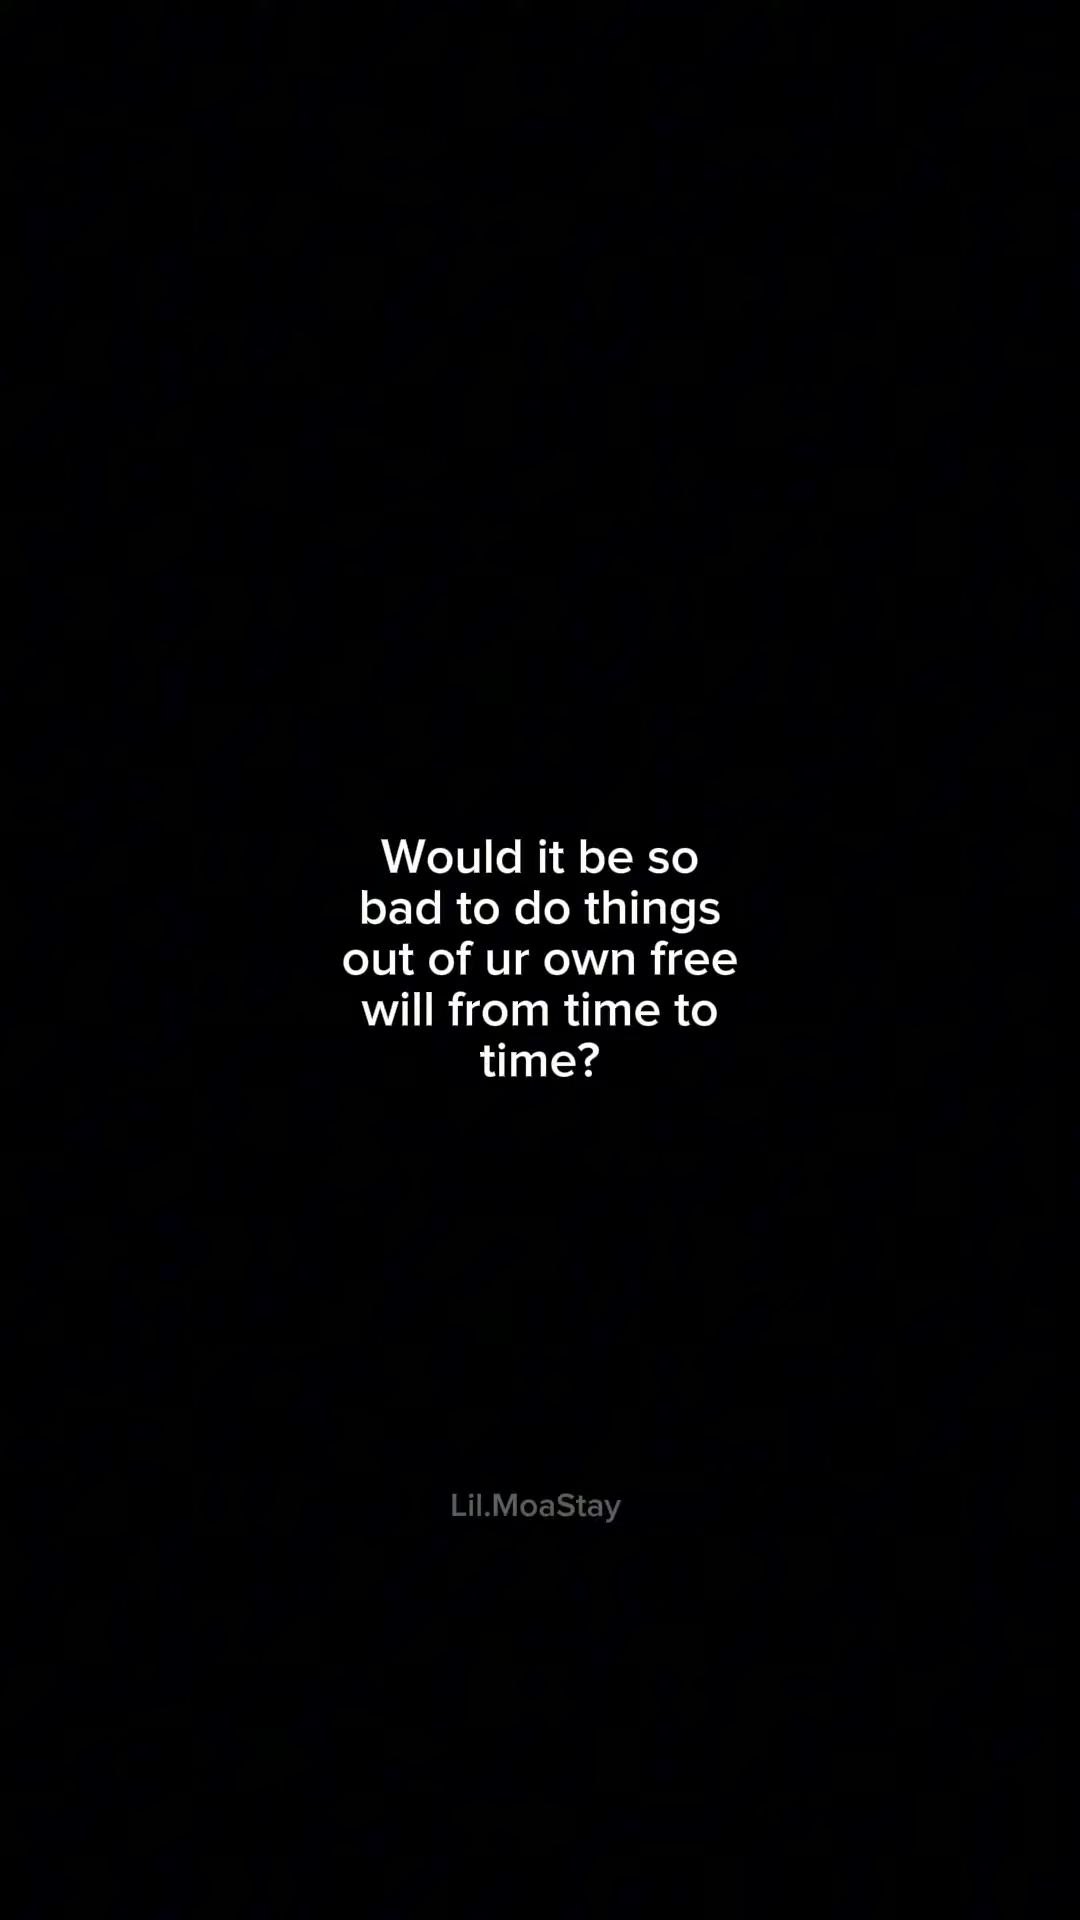 Would it be so
bad to do things
out of ur own free
will from time to
time?
Lil.MoaStay